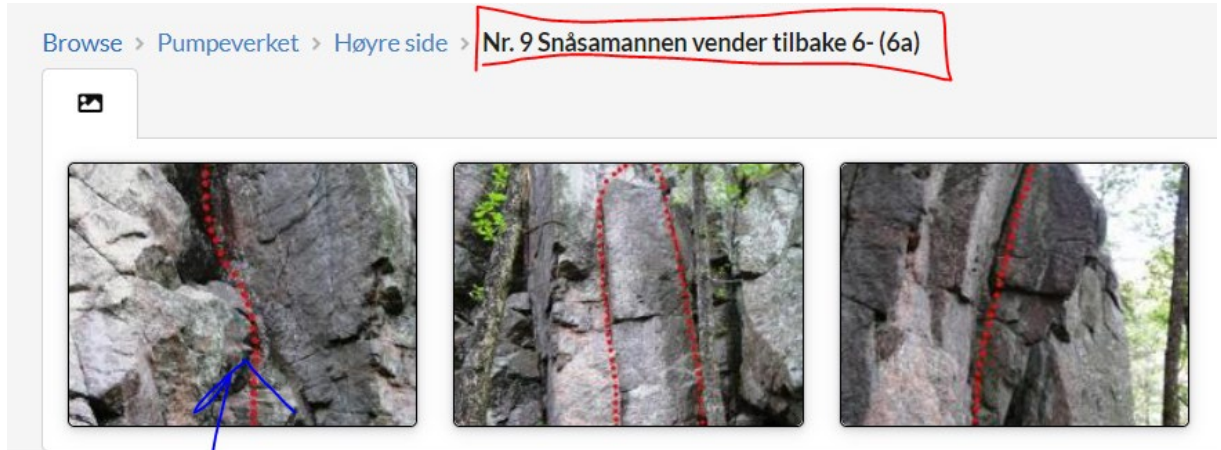 Browse > Pumpeverket > Høyre side > Nr. 9 Snåsamannen vender tilbake 6- (6a)